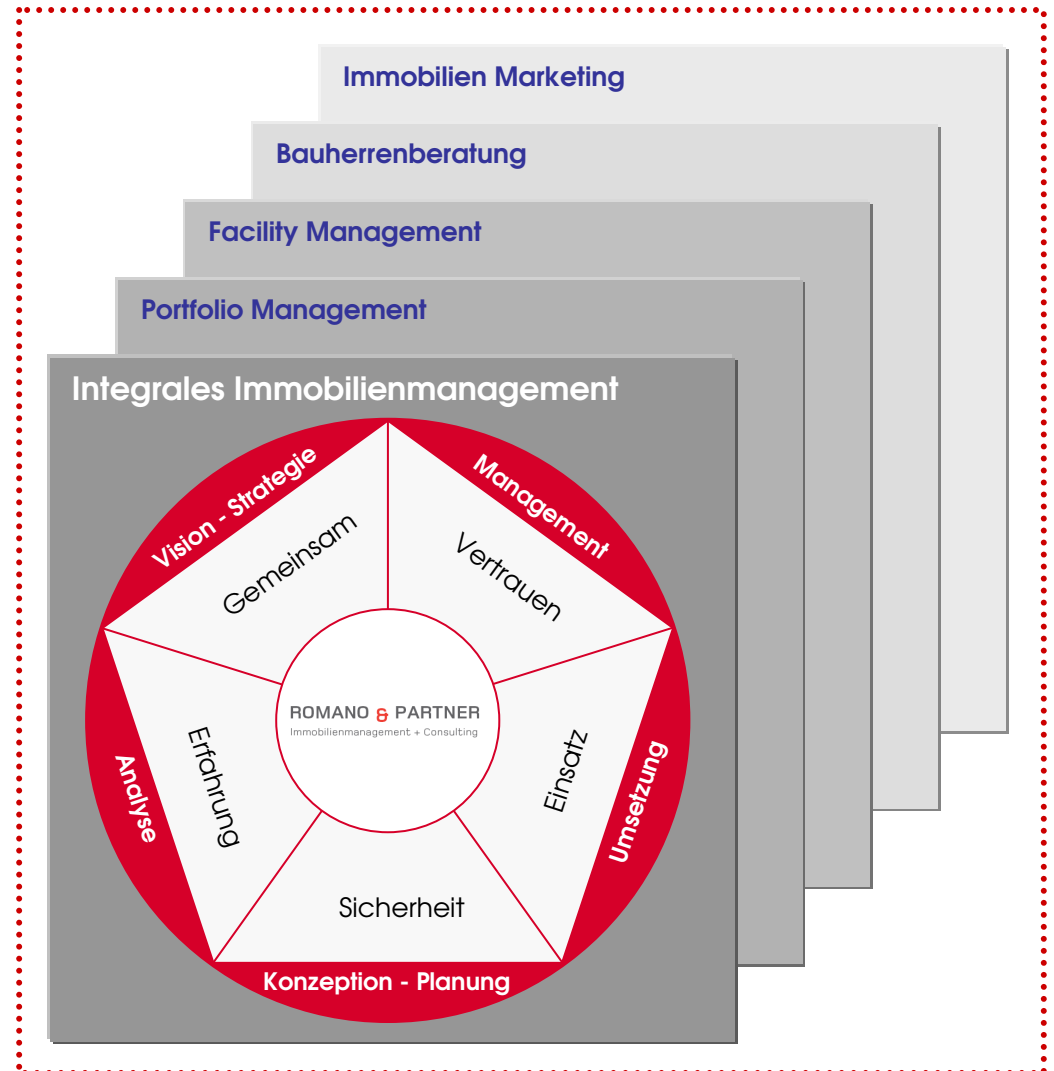 Immobilien Marketing
Bauherrenberatung
Facility Management
Portfolio Management
Integrales Immobilienmanagement
Vision - Strategie
Management
Gemeinsam
Vertrauen
ROMANO & PARTNER
Immobilienmanagement + Consulting
Analyse
Erfahrung
Einsatz
Umsetzung
Sicherheit
Konzeption - Planung